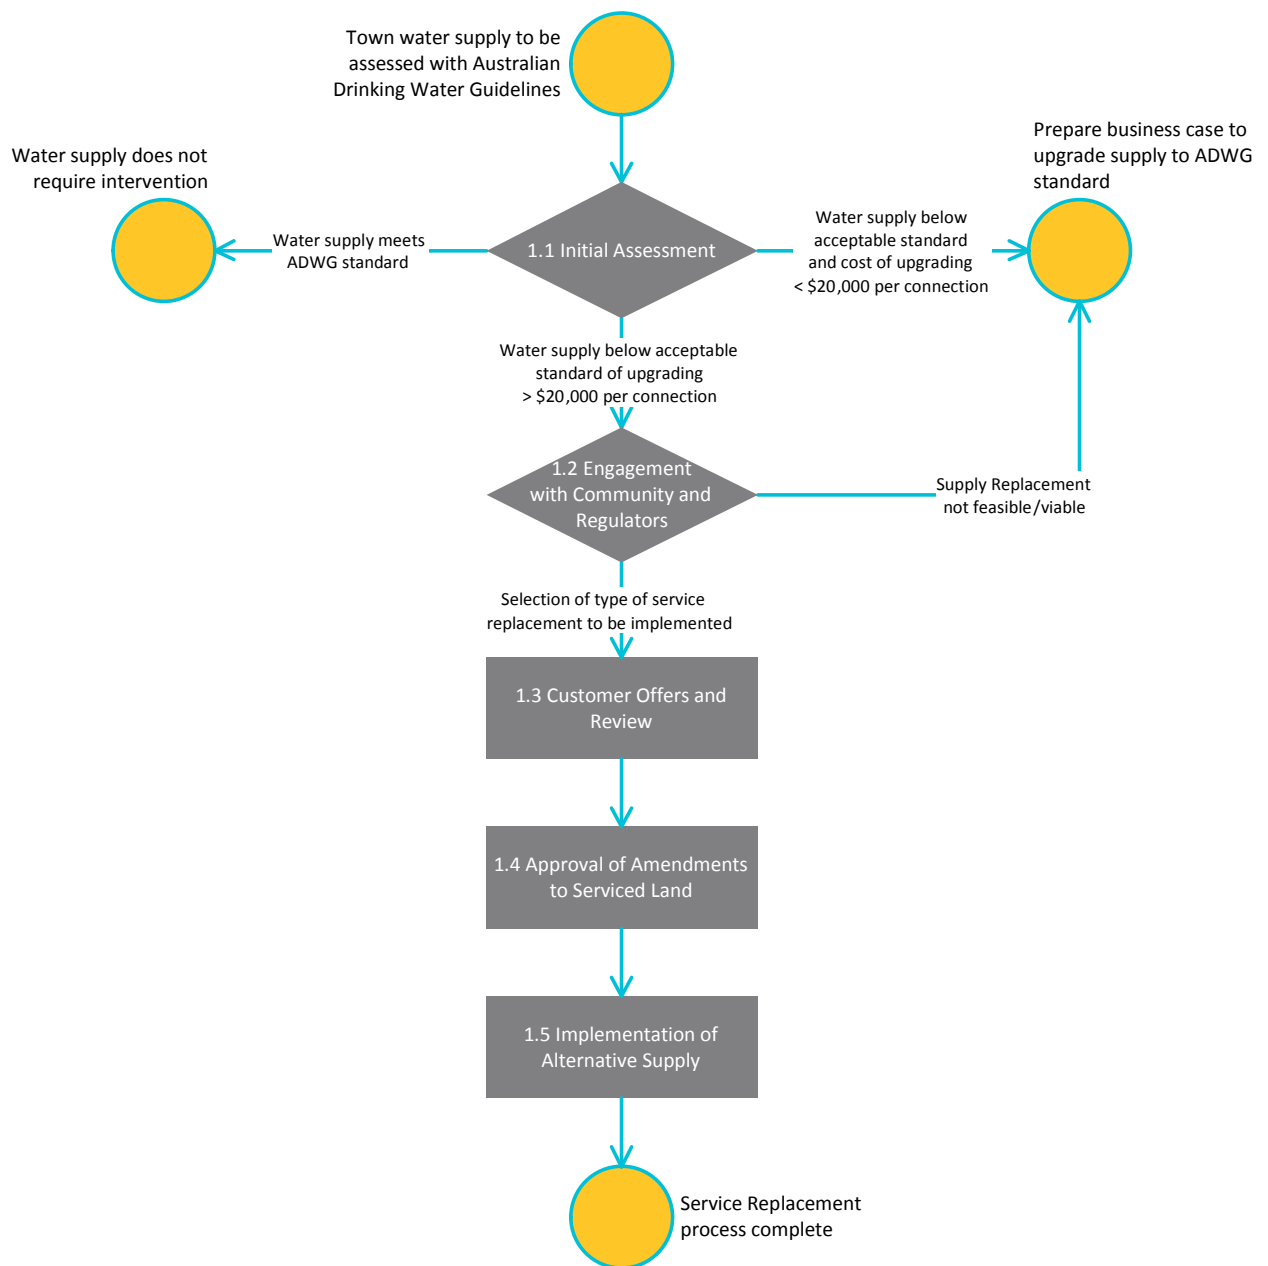 Town water supply to be
assessed with Australian
Drinking Water Guidelines
Water supply does not
require intervention
Prepare business case to
upgrade supply to ADWG
standard
Water supply meets
ADWG standard
1.1 Initial Assessment
Water supply below
acceptable standard
and cost of upgrading
< $20,000 per connection
Water supply below acceptable
standard of upgrading
> $20,000 per connection
1.2 Engagement
with Community and
Regulators
Supply Replacement
not feasible/viable
Selection of type of service
replacement to be implemented
1.3 Customer Offers and
Review
1.4 Approval of Amendments
to Serviced Land
1.5 Implementation of
Alternative Supply
Service Replacement
process complete